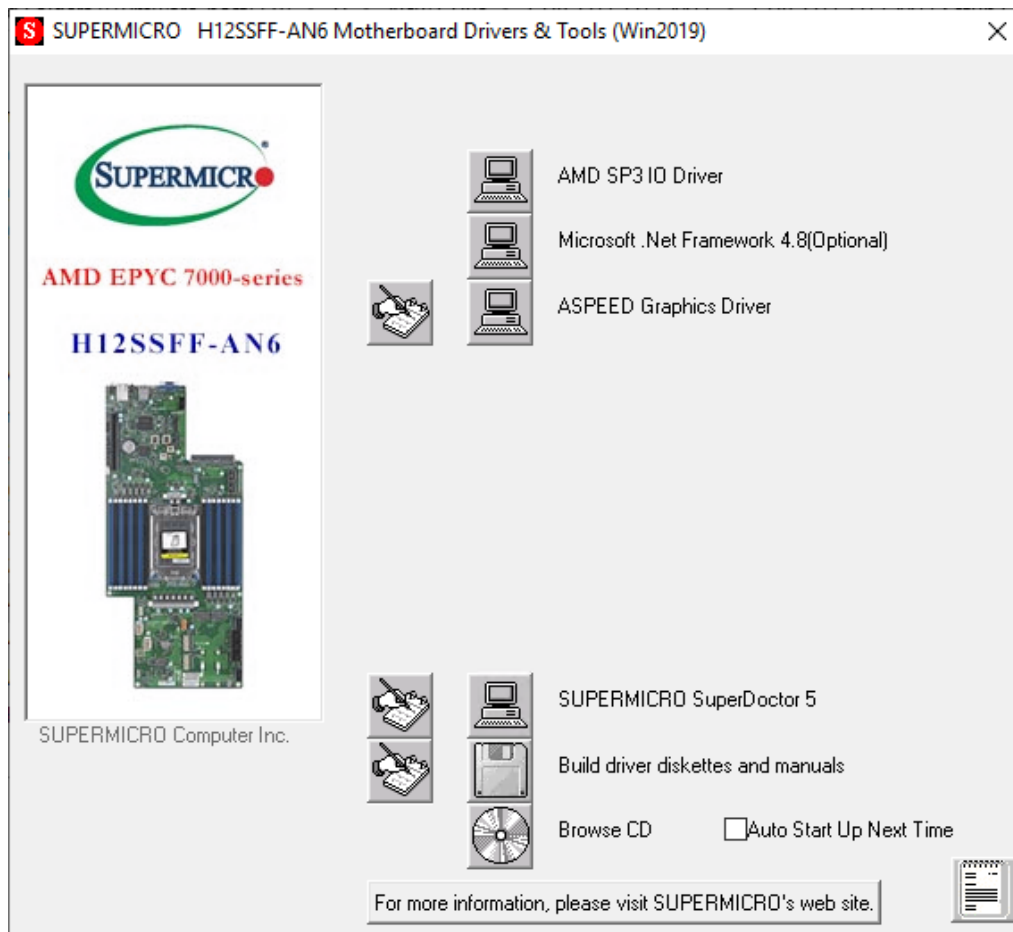 S SUPERMICRO H12SSFF-AN6 Motherboard Drivers & Tools (Win2019)
SUPERMICRO
AMD EPYC 7000-series
H12SSFF-AN6
SUPERMICRO Computer Inc.
AMD SP3 IO Driver
Microsoft .Net Framework 4.8(Optional)
ASPEED Graphics Driver
SUPERMICRO SuperDoctor 5
Build driver diskettes and manuals
Browse CD Auto Start Up Next Time
For more information, please visit SUPERMICRO's web site.